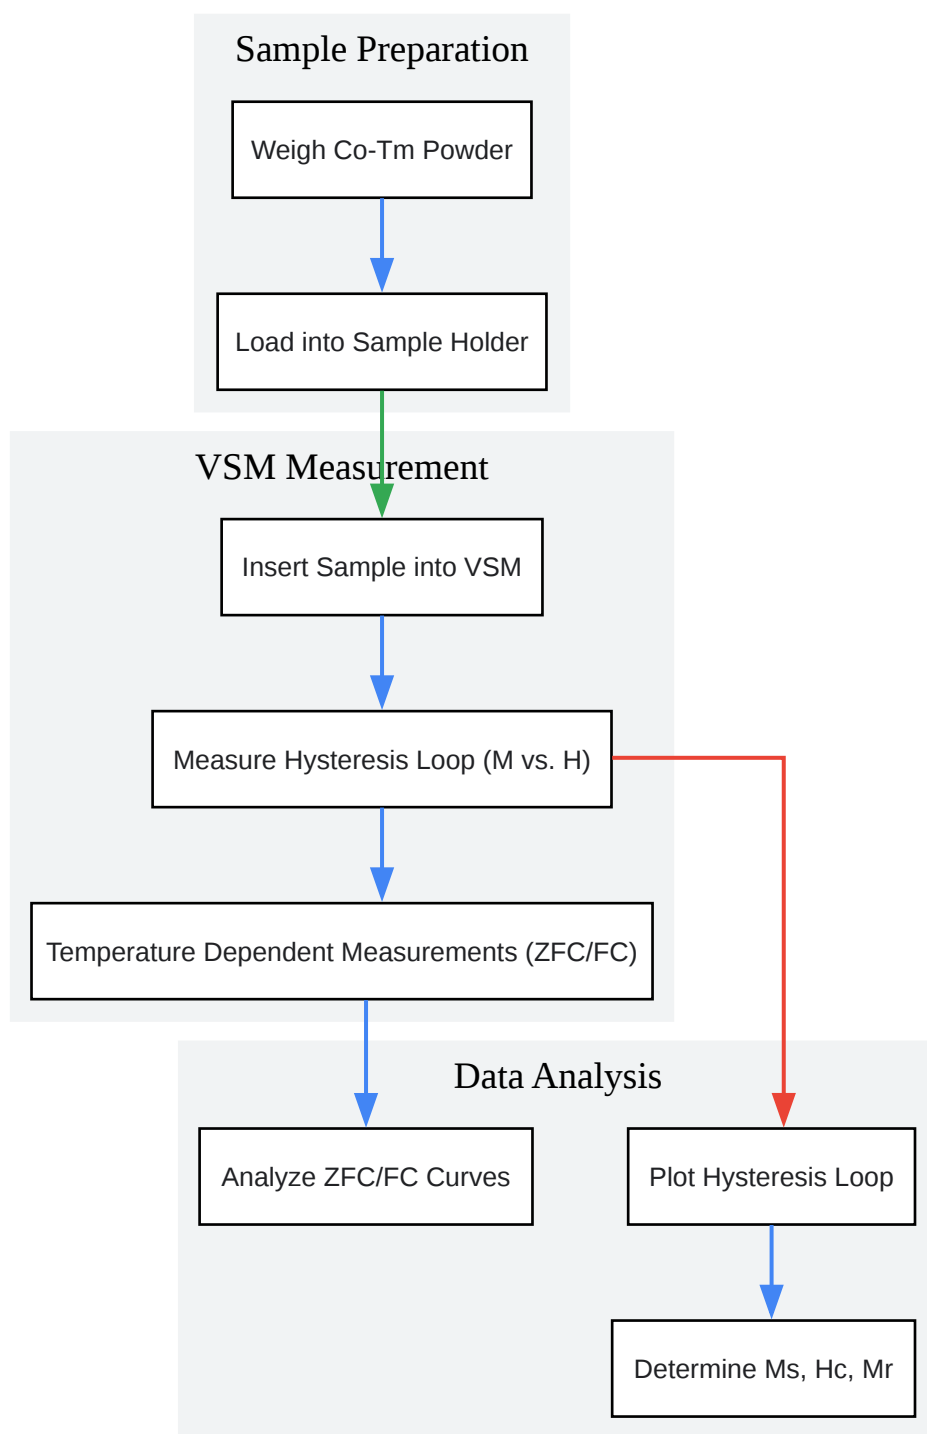 Sample Preparation
Weigh Co-Tm Powder
Load into Sample Holder
VSM Measurement
Insert Sample into VSM
Measure Hysteresis Loop (M vs. H)
Temperature Dependent Measurements (ZFC/FC)
Data Analysis
Analyze ZFC/FC Curves
Plot Hysteresis Loop
Determine Ms, Hc, Mr